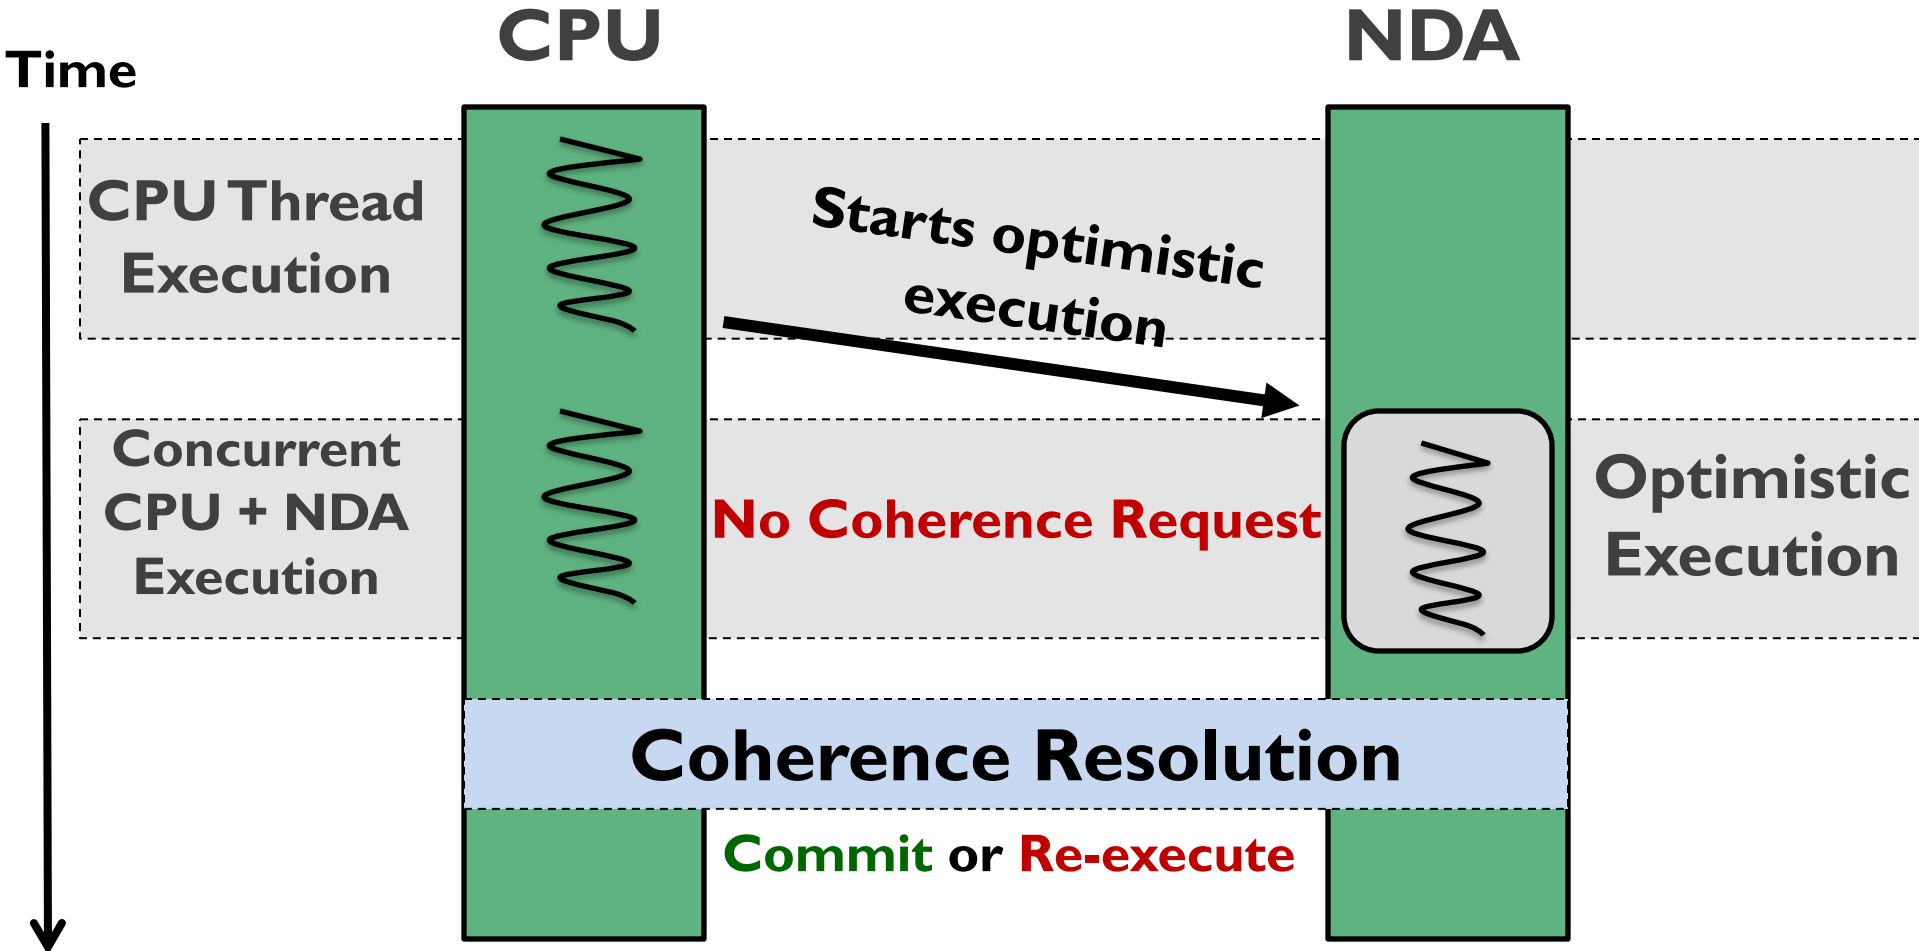 CPU
NDA
Time
CPU Thread
Execution
Starts optimistic
execution
Concurrent
CPU + NDA
Execution
No Coherence Request
Optimistic
Execution
Coherence Resolution
Commit or Re-execute